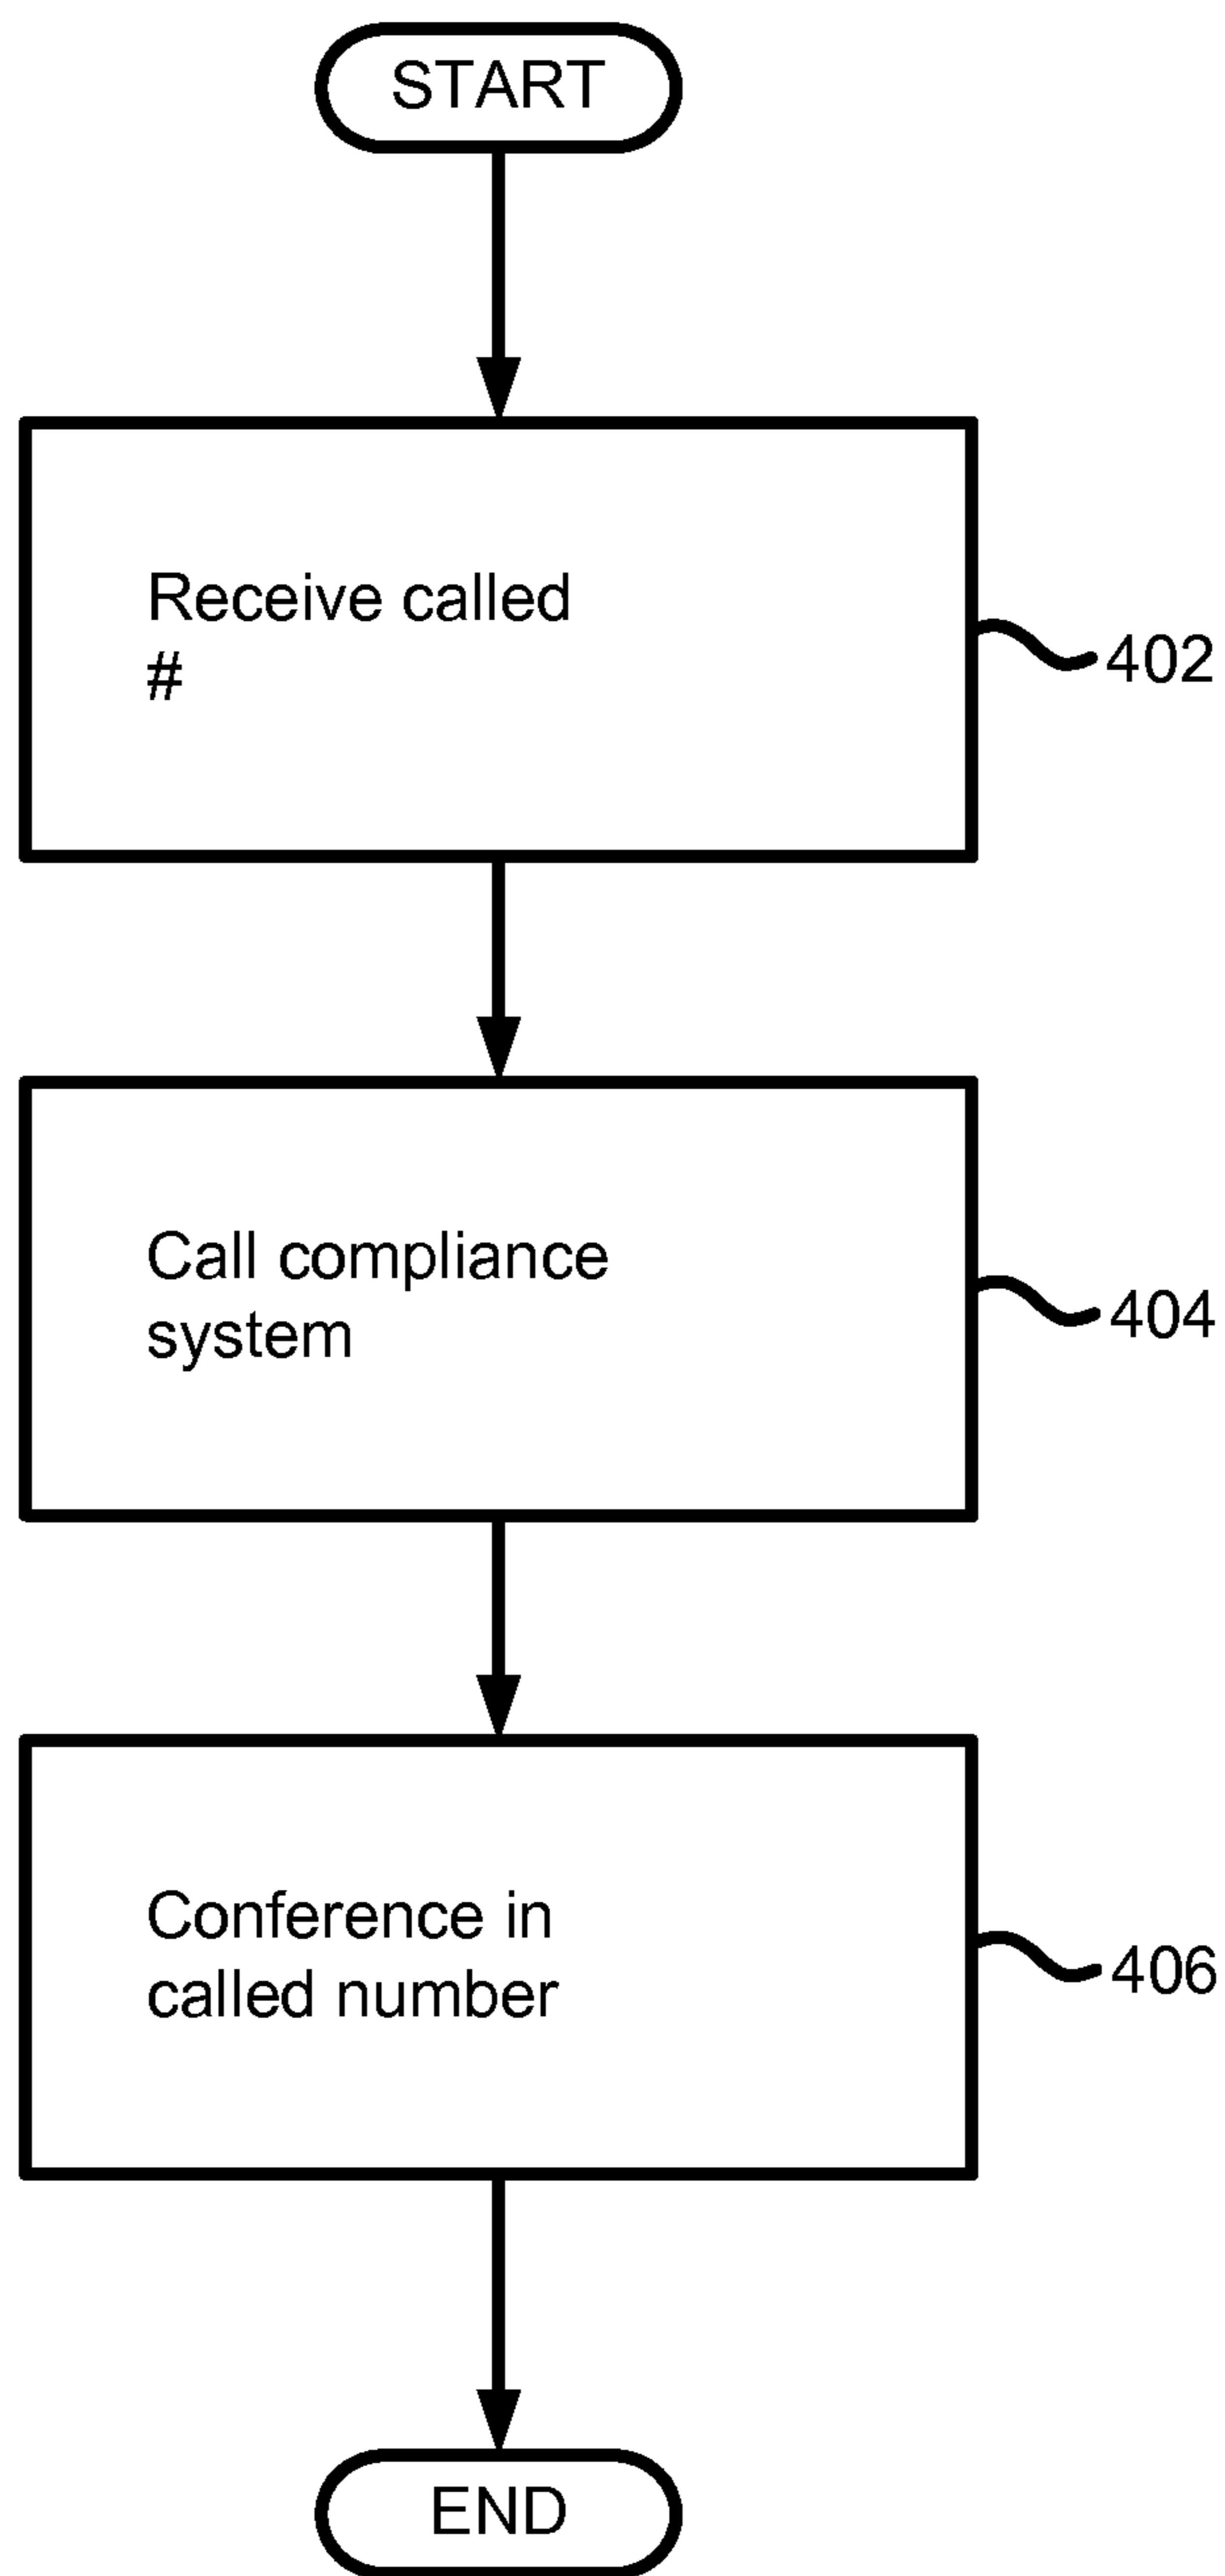 START
Receive called
#
402
Call compliance
system
404
Conference in
called number
406
END